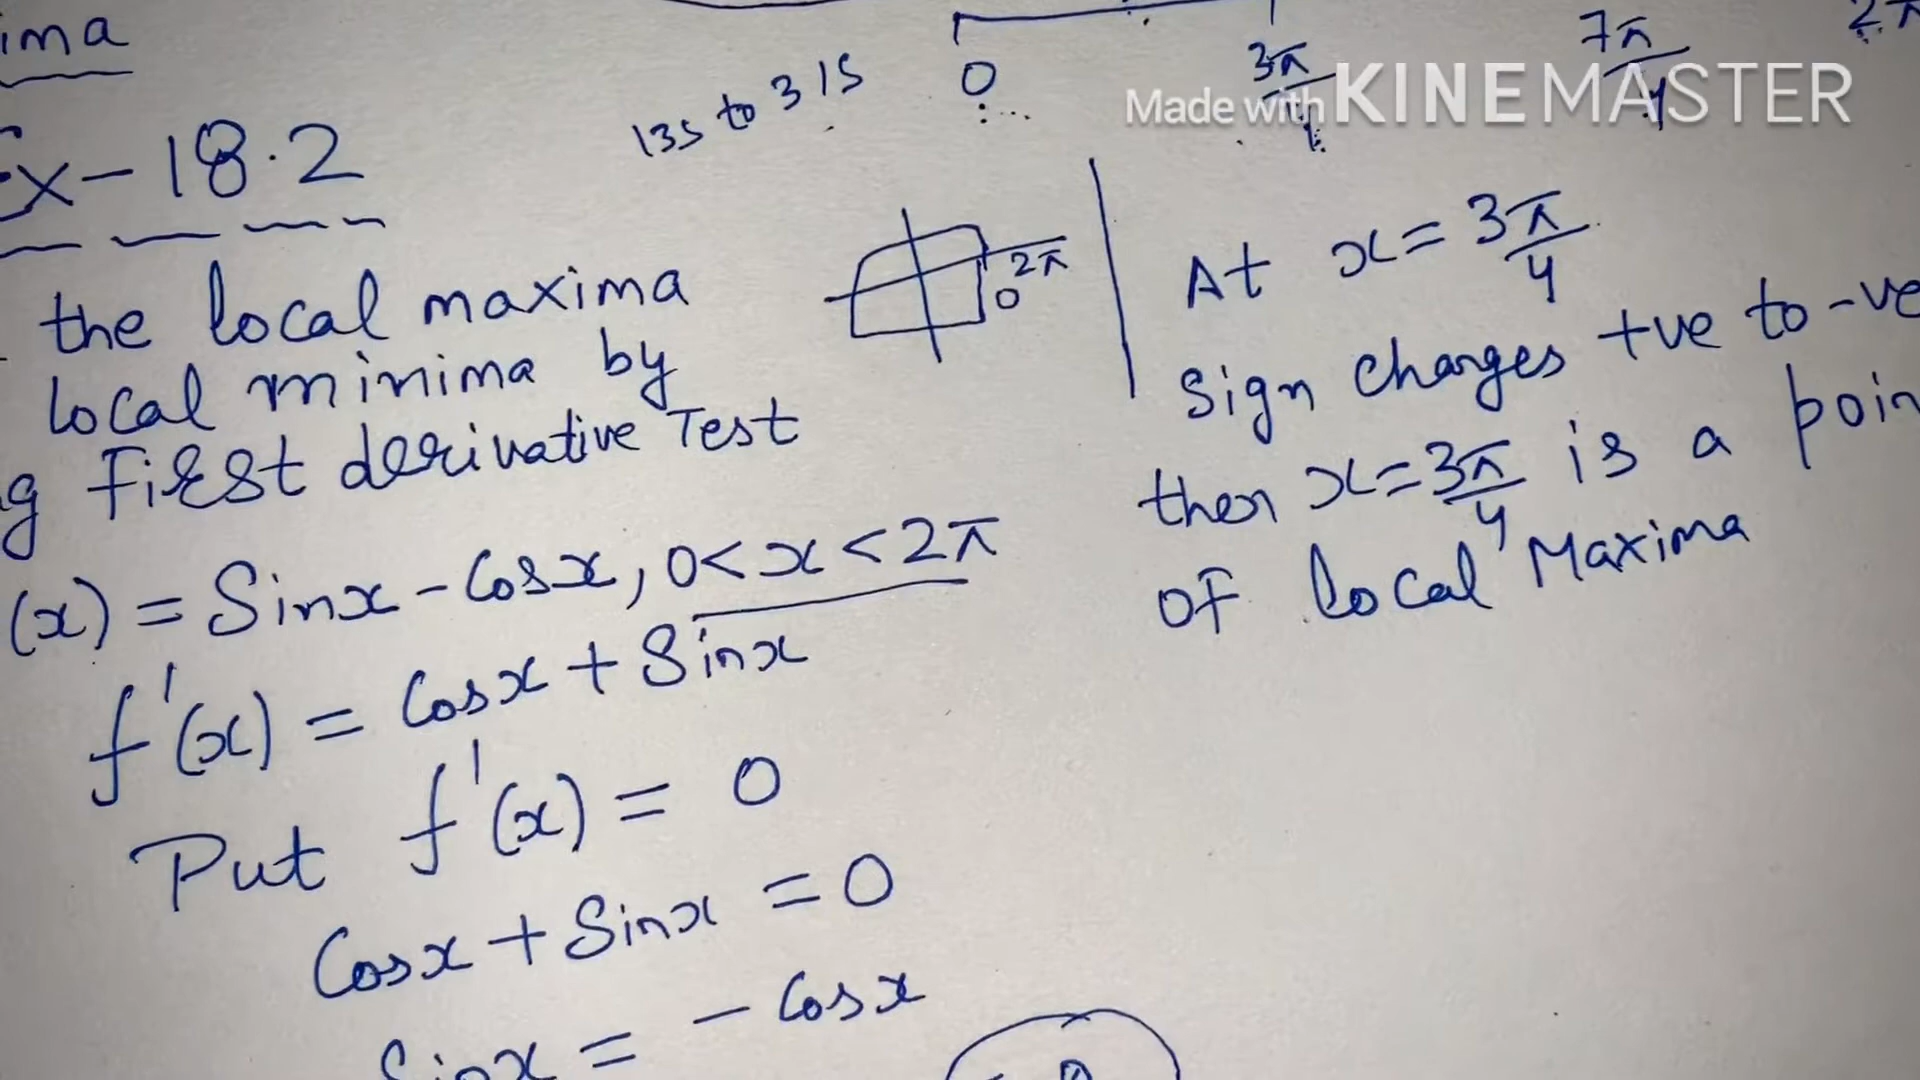 ima
Ex-18.2
135 to 315
0 3π/4 7π/4 2π
Made with KINEMASTER
the local maxima
local minima by
g First derivative Test
2π
0
(x) = Sinx - Cosx, 0<x<2π
f'(x) = Cosx + Sinx
Put f'(x) = 0
Cosx + Sinx = 0
Sinx = - Cosx
At x = 3π/4
Sign changes +ve to -ve
then x = 3π/4 is a poin
OF local Maxima